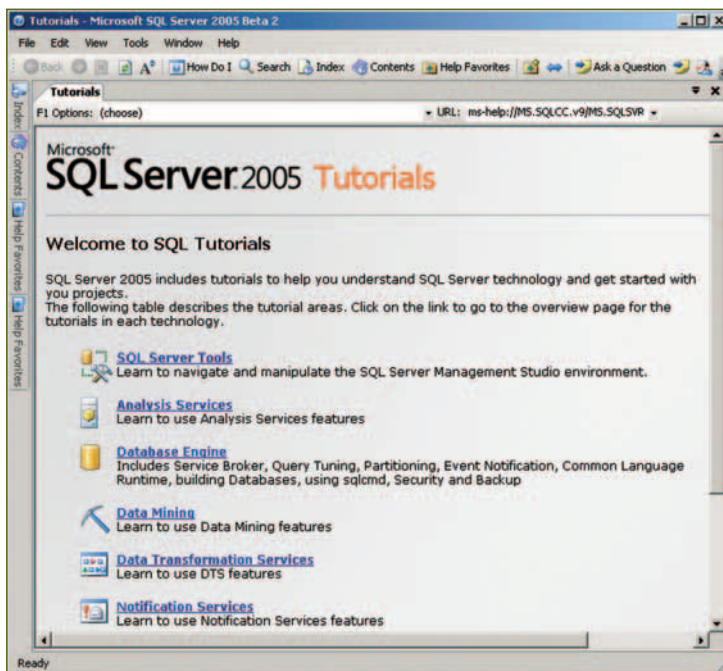 Tutorials - Microsoft SQL Server 2005 Beta 2
File Edit View Tools Window Help
Back How Do I Search Index Contents Help Favorites Ask a Question
Tutorials
F1 Options: (choose) URL: ms-help://MS.SQLCC.v9/MS.SQLSVR
Index
Contents
Help Favorites
Help Favorites
Microsoft
SQL Server 2005 Tutorials
Welcome to SQL Tutorials
SQL Server 2005 includes tutorials to help you understand SQL Server technology and get started with
you projects.
The following table describes the tutorial areas. Click on the link to go to the overview page for the
tutorials in each technology.
SQL Server Tools
Learn to navigate and manipulate the SQL Server Management Studio environment.
Analysis Services
Learn to use Analysis Services features
Database Engine
Includes Service Broker, Query Tuning, Partitioning, Event Notification, Common Language
Runtime, building Databases, using sqlcmd, Security and Backup
Data Mining
Learn to use Data Mining features
Data Transformation Services
Learn to use DTS features
Notification Services
Learn to use Notification Services features
Ready